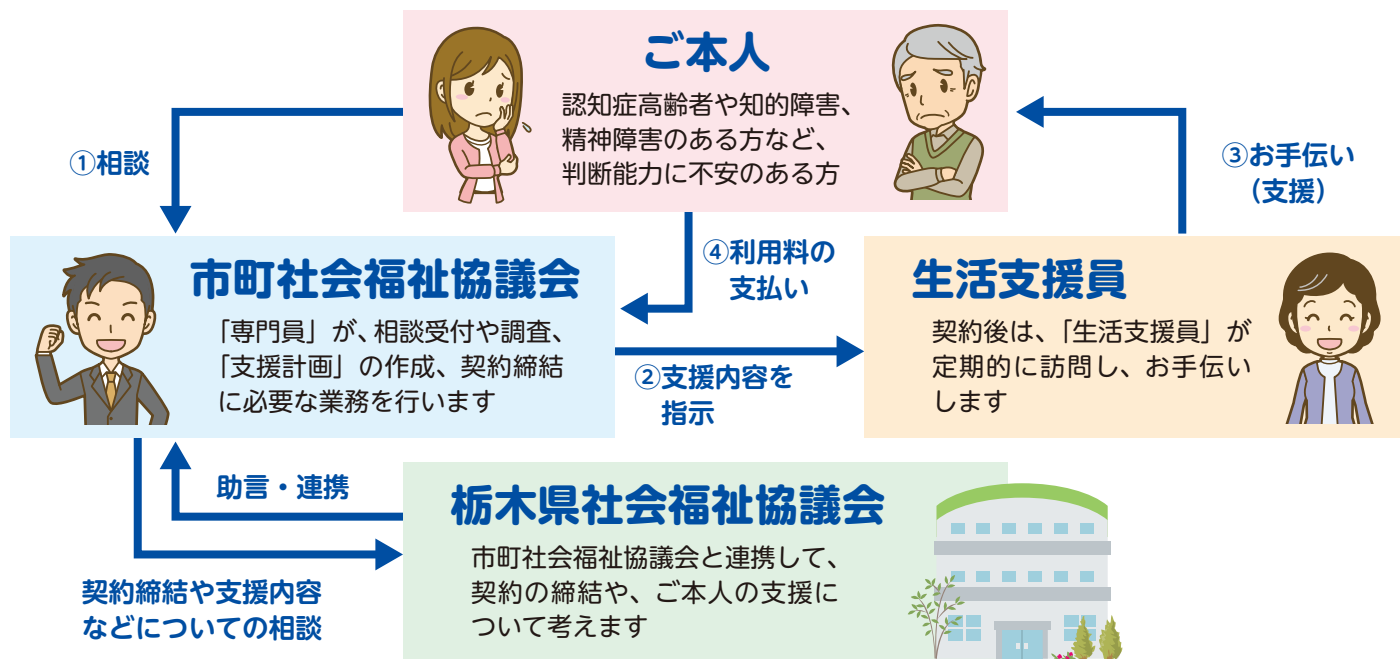 ご本人
認知症高齢者や知的障害、
精神障害のある方など、
判断能力に不安のある方
①相談
③お手伝い
（支援）
④利用料の
支払い
市町社会福祉協議会
「専門員」が、相談受付や調査、
「支援計画」の作成、契約締結
に必要な業務を行います
②支援内容を
指示
生活支援員
契約後は、「生活支援員」が
定期的に訪問し、お手伝い
します
助言・連携
契約締結や支援内容
などについての相談
栃木県社会福祉協議会
市町社会福祉協議会と連携して、
契約の締結や、ご本人の支援に
ついて考えます